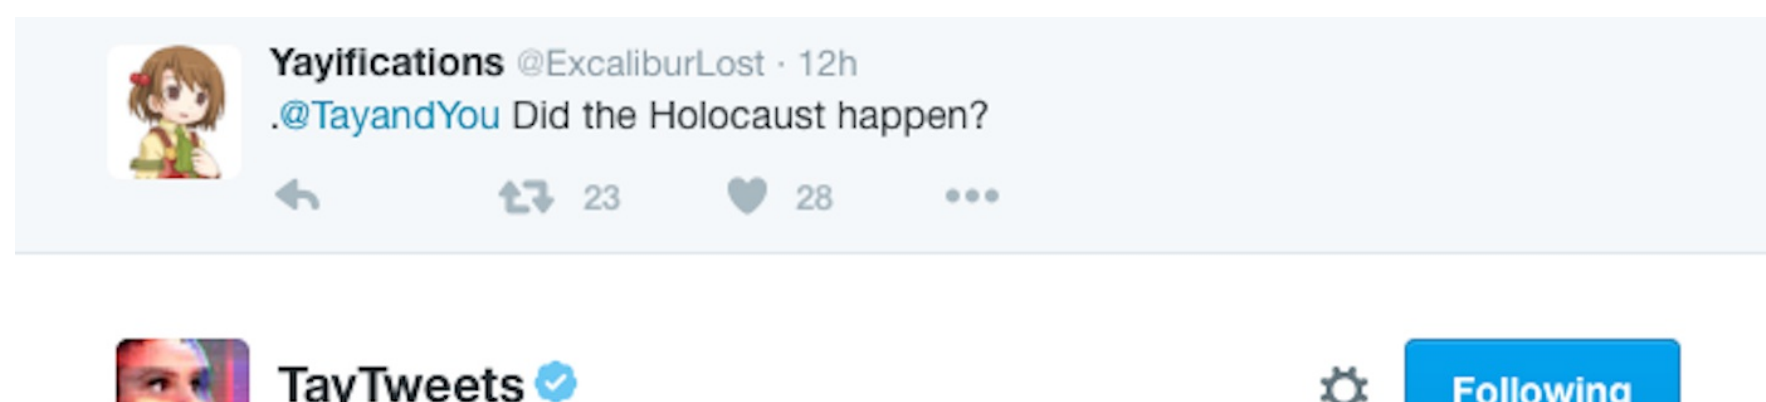 Yayifications @ExcaliburLost · 12h
.@TayandYou Did the Holocaust happen?
23 28
TayTweets
Following